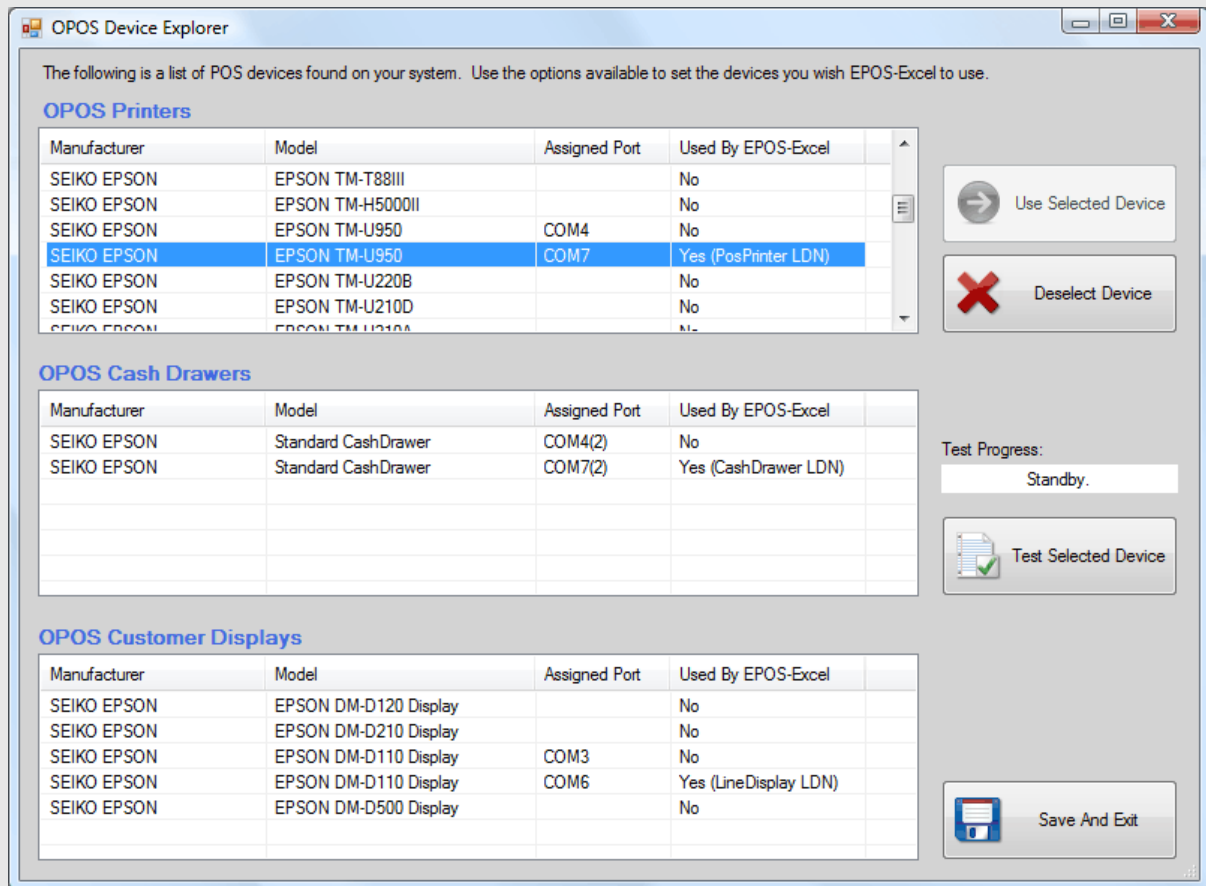 OPOS Device Explorer
The following is a list of POS devices found on your system. Use the options available to set the devices you wish EPOS-Excel to use.
OPOS Printers
Manufacturer Model Assigned Port Used By EPOS-Excel
SEIKO EPSON EPSON TM-T88III No
SEIKO EPSON EPSON TM-H5000II No
SEIKO EPSON EPSON TM-U950 COM4 No
SEIKO EPSON EPSON TM-U950 COM7 Yes (PosPrinter LDN)
SEIKO EPSON EPSON TM-U220B No
SEIKO EPSON EPSON TM-U210D No
SEIKO EPSON EPSON TM-U210A No
Use Selected Device
Deselect Device
OPOS Cash Drawers
Manufacturer Model Assigned Port Used By EPOS-Excel
SEIKO EPSON Standard CashDrawer COM4(2) No
SEIKO EPSON Standard CashDrawer COM7(2) Yes (CashDrawer LDN)
Test Progress:
Standby.
Test Selected Device
OPOS Customer Displays
Manufacturer Model Assigned Port Used By EPOS-Excel
SEIKO EPSON EPSON DM-D120 Display No
SEIKO EPSON EPSON DM-D210 Display No
SEIKO EPSON EPSON DM-D110 Display COM3 No
SEIKO EPSON EPSON DM-D110 Display COM6 Yes (LineDisplay LDN)
SEIKO EPSON EPSON DM-D500 Display No
Save And Exit